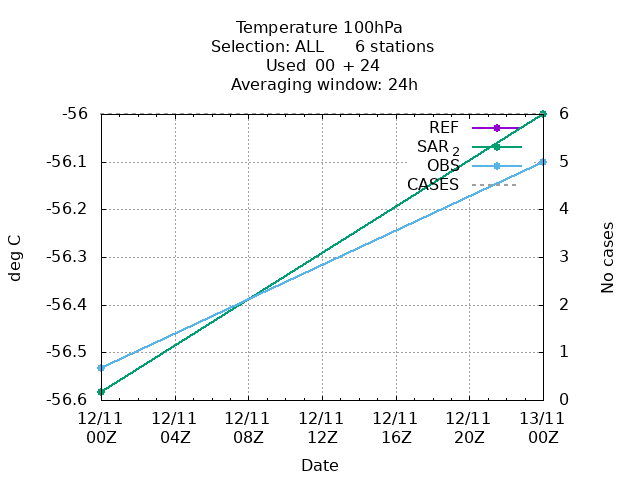 Temperature 100hPa
Selection: ALL      6 stations
Used  00  + 24
Averaging window: 24h
-56
-56.1
-56.2
-56.3
-56.4
-56.5
-56.6
deg C
6
5
4
3
2
1
0
No cases
REF
SAR 2
OBS
CASES
12/11 12/11 12/11 12/11 12/11 12/11 13/11
00Z 04Z 08Z 12Z 16Z 20Z 00Z
Date